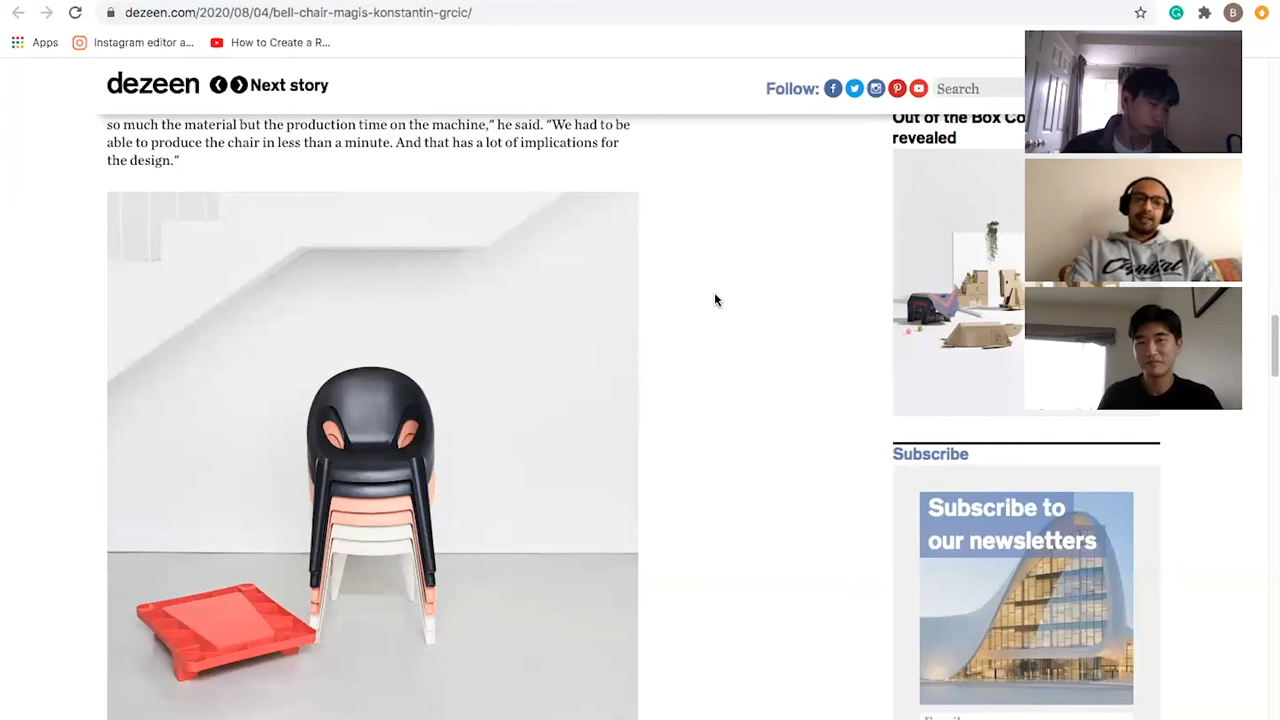 dezeen.com/2020/08/04/bell-chair-magis-konstantin-grcic/
B
Apps
Instagram editor a...
How to Create a R...
dezeen
Next story
Follow:
Search
so much the material but the production time on the machine," he said. "We had to be
able to produce the chair in less than a minute. And that has a lot of implications for
the design."
Out of the Box Co
revealed
Capital
Subscribe
Subscribe to
our newsletters